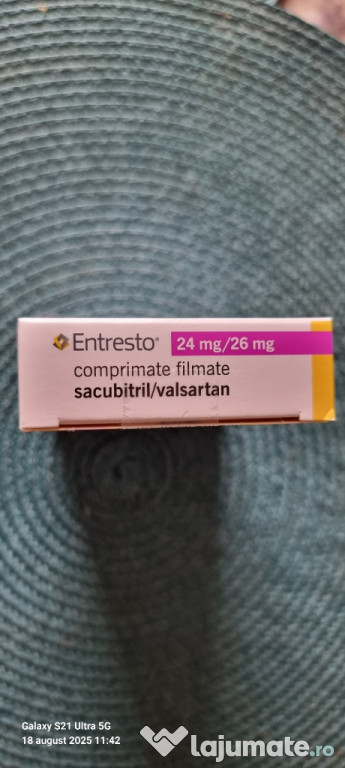 Entresto® 24 mg/26 mg
comprimate filmate
sacubitril/valsartan
Galaxy S21 Ultra 5G
18 august 2025 11:42
lajumate.ro